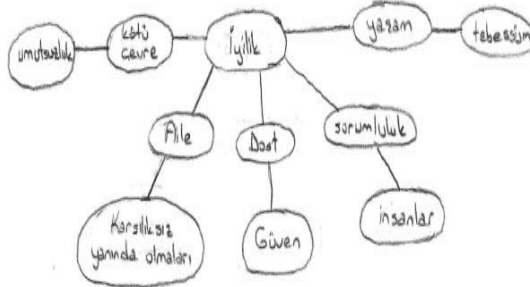 umutsuzluk
kötü
çevre
İyilik
yaşam
tebessüm
Aile
Dost
sorumluluk
Karşılıksız
yanında olmaları
Güven
insanlar